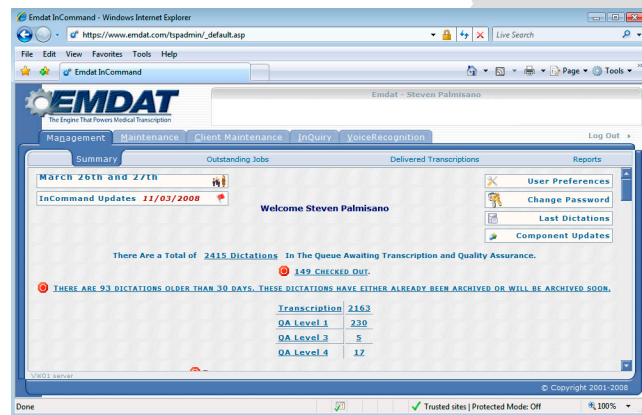 Emdat InCommand - Windows Internet Explorer
https://www.emdat.com/tspadmin/_default.asp
Live Search
File Edit View Favorites Tools Help
Emdat InCommand
Page Tools
EMDAT
The Engine That Powers Medical Transcription
Emdat - Steven Palmisano
Management Maintenance Client Maintenance InQuiry VoiceRecognition Log Out
Summary Outstanding Jobs Delivered Transcriptions Reports
March 26th and 27th
InCommand Updates 11/03/2008
Welcome Steven Palmisano
User Preferences
Change Password
Last Dictations
Component Updates
There Are a Total of 2415 Dictations In The Queue Awaiting Transcription and Quality Assurance.
149 CHECKED OUT.
THERE ARE 93 DICTATIONS OLDER THAN 30 DAYS. THESE DICTATIONS HAVE EITHER ALREADY BEEN ARCHIVED OR WILL BE ARCHIVED SOON.
Transcription 2163
QA Level 1 230
QA Level 3 5
QA Level 4 17
VW01 server
© Copyright 2001-2008
Done
Trusted sites | Protected Mode: Off
100%